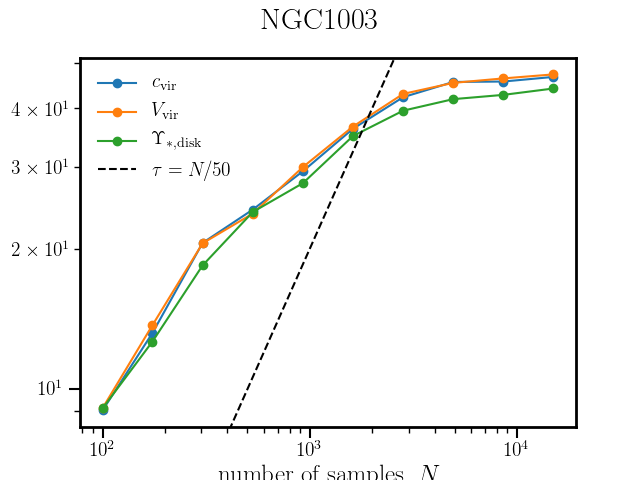 NGC1003
c_vir
V_vir
Υ_*,disk
τ = N/50
4 × 10^1
3 × 10^1
2 × 10^1
10^1
10^2 10^3 10^4
number of samples N